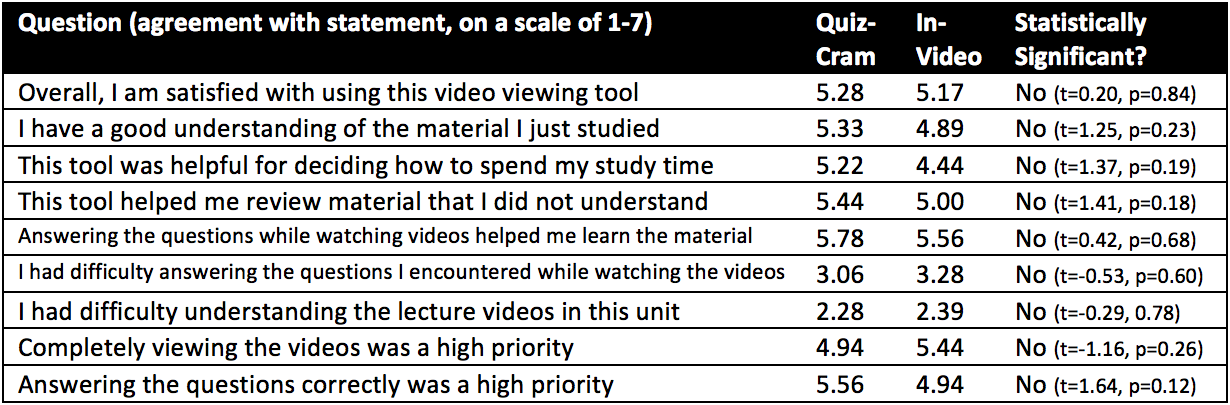 Question (agreement with statement, on a scale of 1-7) Quiz-Cram In-Video Statistically Significant?
Overall, I am satisfied with using this video viewing tool 5.28 5.17 No (t=0.20, p=0.84)
I have a good understanding of the material I just studied 5.33 4.89 No (t=1.25, p=0.23)
This tool was helpful for deciding how to spend my study time 5.22 4.44 No (t=1.37, p=0.19)
This tool helped me review material that I did not understand 5.44 5.00 No (t=1.41, p=0.18)
Answering the questions while watching videos helped me learn the material 5.78 5.56 No (t=0.42, p=0.68)
I had difficulty answering the questions I encountered while watching the videos 3.06 3.28 No (t=-0.53, p=0.60)
I had difficulty understanding the lecture videos in this unit 2.28 2.39 No (t=-0.29, 0.78)
Completely viewing the videos was a high priority 4.94 5.44 No (t=-1.16, p=0.26)
Answering the questions correctly was a high priority 5.56 4.94 No (t=1.64, p=0.12)